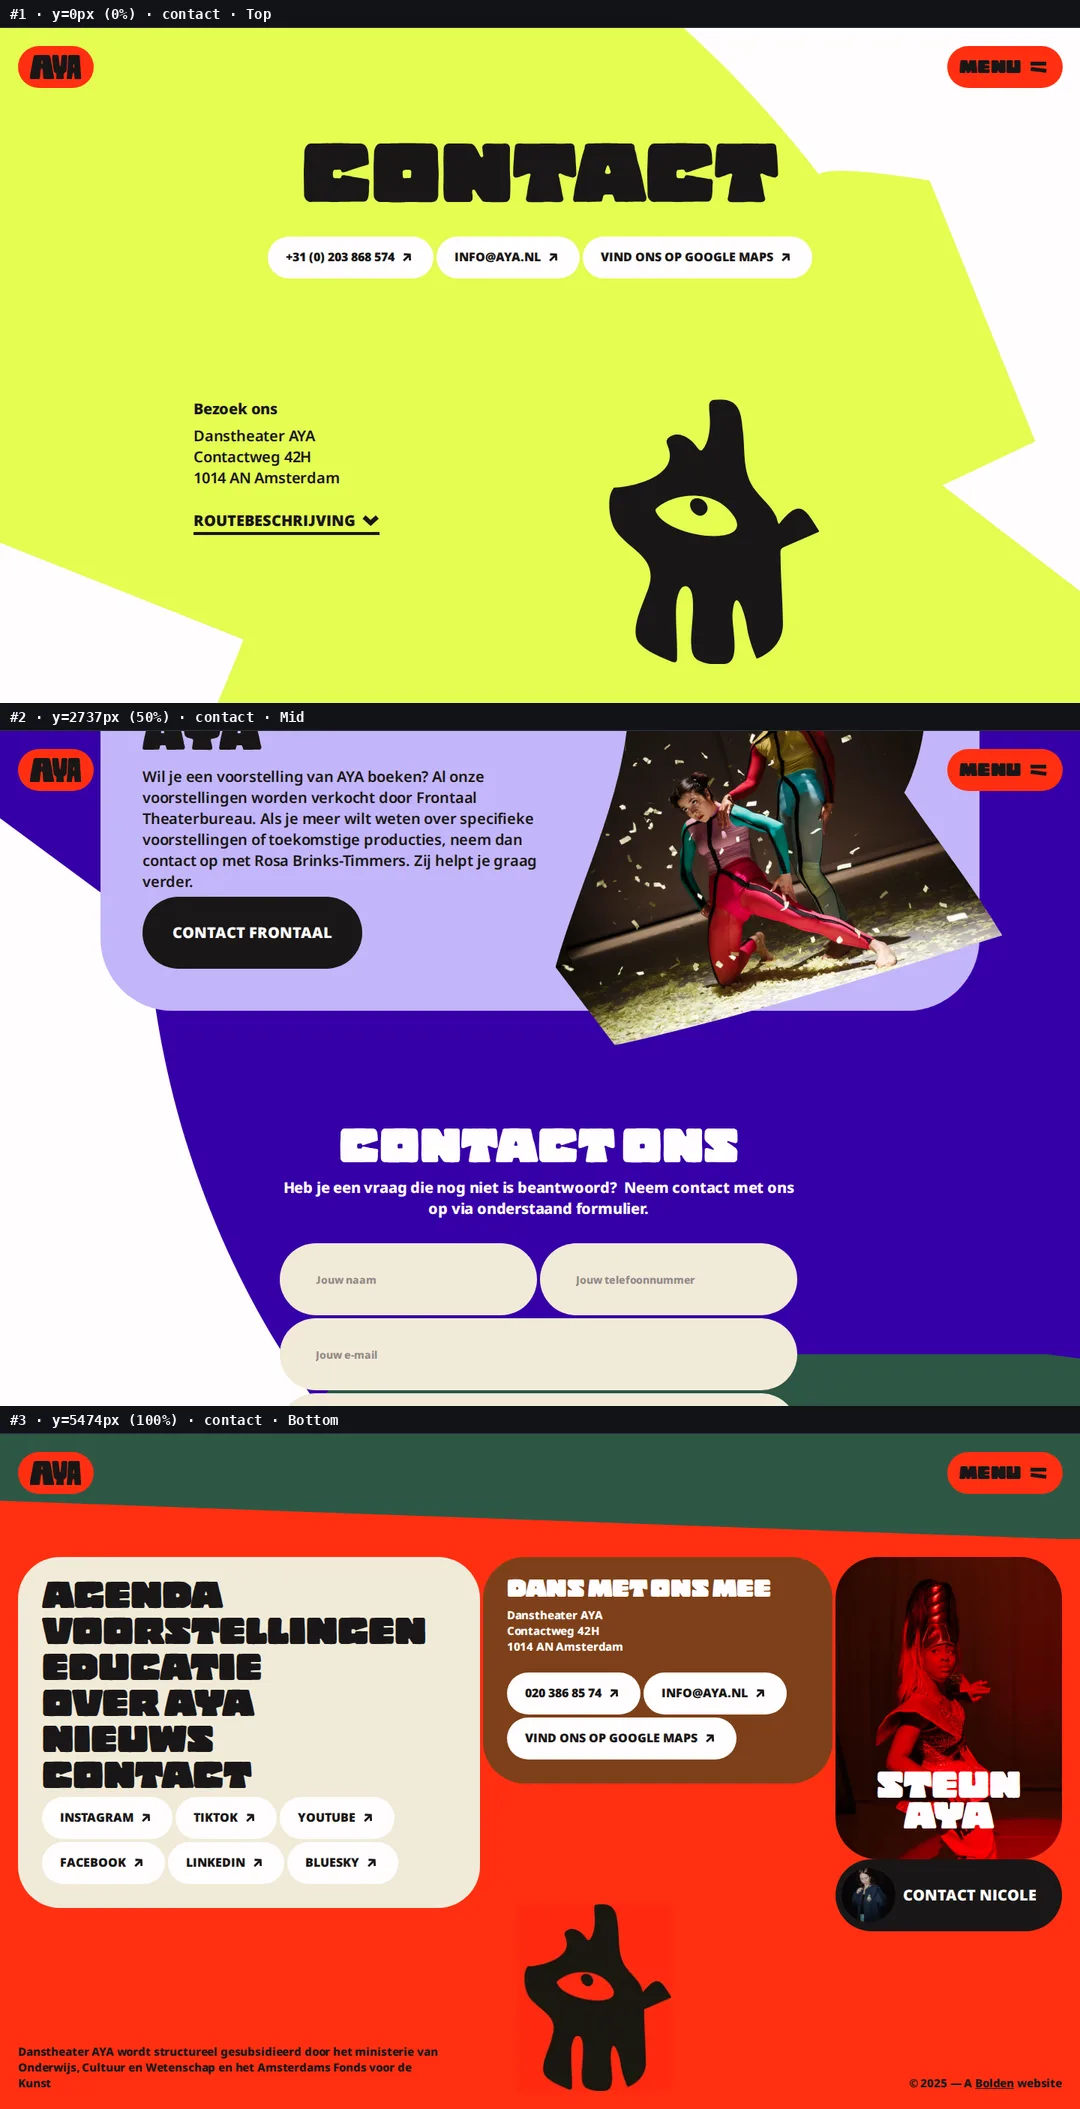 #1 · y=0px (0%) · contact · Top
AYA
MENU
CONTACT
+31 (0) 203 868 574
INFO@AYA.NL
VIND ONS OP GOOGLE MAPS
Bezoek ons
Danstheater AYA
Contactweg 42H
1014 AN Amsterdam
ROUTEBESCHRIJVING
#2 · y=2737px (50%) · contact · Mid
AYA
AYA
MENU
Wil je een voorstelling van AYA boeken? Al onze
voorstellingen worden verkocht door Frontaal
Theaterbureau. Als je meer wilt weten over specifieke
voorstellingen of toekomstige producties, neem dan
contact op met Rosa Brinks-Timmers. Zij helpt je graag
verder.
CONTACT FRONTAAL
CONTACT ONS
Heb je een vraag die nog niet is beantwoord?  Neem contact met ons
op via onderstaand formulier.
Jouw naam
Jouw telefoonnummer
Jouw e-mail
#3 · y=5474px (100%) · contact · Bottom
AYA
MENU
AGENDA
VOORSTELLINGEN
EDUCATIE
OVER AYA
NIEUWS
CONTACT
INSTAGRAM
TIKTOK
YOUTUBE
FACEBOOK
LINKEDIN
BLUESKY
DANS MET ONS MEE
Danstheater AYA
Contactweg 42H
1014 AN Amsterdam
020 386 85 74
INFO@AYA.NL
VIND ONS OP GOOGLE MAPS
STEUN
AYA
CONTACT NICOLE
Danstheater AYA wordt structureel gesubsidieerd door het ministerie van
Onderwijs, Cultuur en Wetenschap en het Amsterdams Fonds voor de
Kunst
© 2025 — A Bolden website